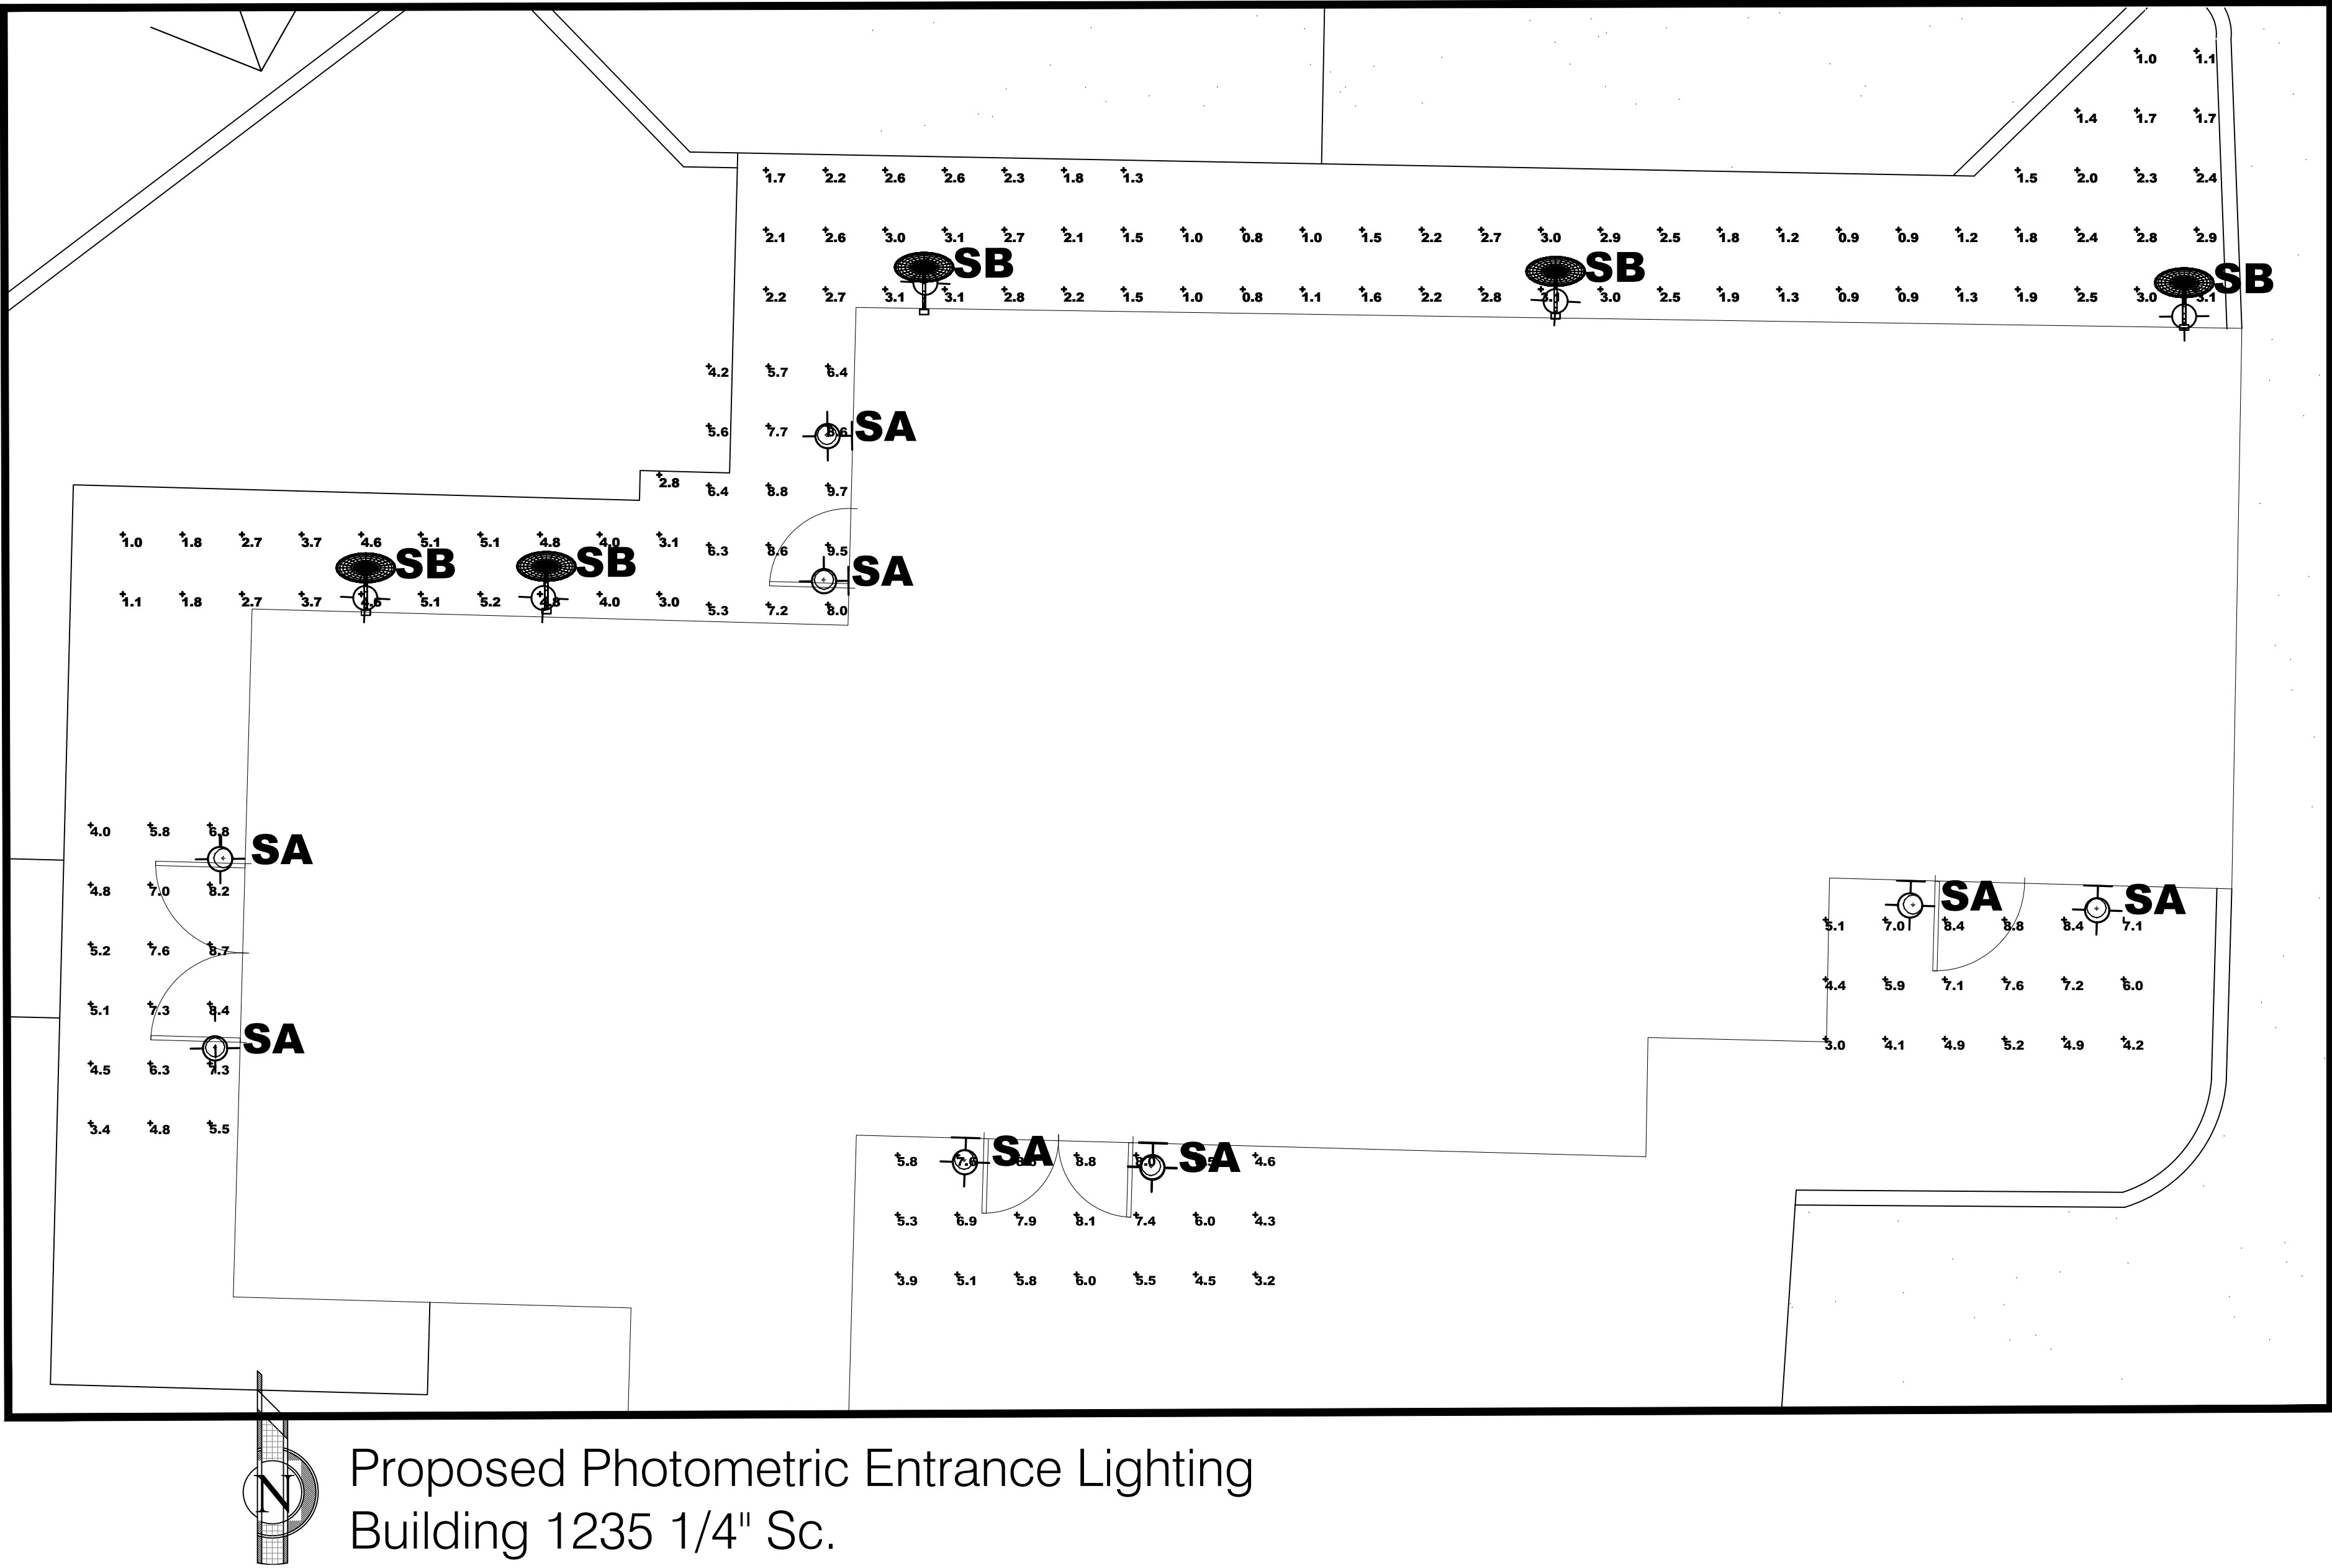 1.0 1.1
1.4 1.7 1.7
1.7 2.2 2.6 2.6 2.3 1.8 1.3 1.5 2.0 2.3 2.4
2.1 2.6 3.0 3.1 2.7 2.1 1.5 1.0 0.8 1.0 1.5 2.2 2.7 3.0 2.9 2.5 1.8 1.2 0.9 0.9 1.2 1.8 2.4 2.8 2.9
SB SB SB
2.2 2.7 3.1 3.1 2.8 2.2 1.5 1.0 0.8 1.1 1.6 2.2 2.8 3.1 3.0 2.5 1.9 1.3 0.9 0.9 1.3 1.9 2.5 3.0 3.1
4.2 5.7 6.4
SA
5.6 7.7 8.6
2.8
6.4 8.8 9.7
1.0 1.8 2.7 3.7 4.6 5.1 5.1 4.8 4.0 3.1
6.3 8.6 9.5
SB SB SA
1.1 1.8 2.7 3.7 4.6 5.1 5.2 4.8 4.0 3.0
5.3 7.2 8.0
4.0 5.8 6.8
SA
4.8 7.0 8.2
SA SA
5.1 7.0 8.4 8.8 8.4 7.1
5.2 7.6 8.7
4.4 5.9 7.1 7.6 7.2 6.0
5.1 7.3 8.4
SA
3.0 4.1 4.9 5.2 4.9 4.2
4.5 6.3 7.3
3.4 4.8 5.5
SA SA
5.8 7.6 8.8 8.0 4.6
5.3 6.9 7.9 8.1 7.4 6.0 4.3
3.9 5.1 5.8 6.0 5.5 4.5 3.2
N
Proposed Photometric Entrance Lighting
Building 1235 1/4" Sc.